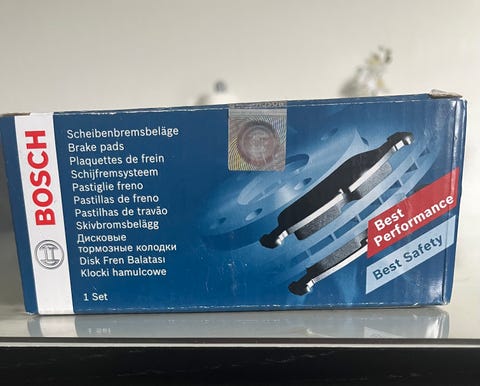 BOSCH
Scheibenbremsbeläge
Brake pads
Plaquettes de frein
Schijfremsysteem
Pastiglie freno
Pastillas de freno
Pastilhas de travão
Skivbromsbelägg
Дисковые
тормозные колодки
Disk Fren Balatası
Klocki hamulcowe
1 Set
Best
Performance
Best Safety